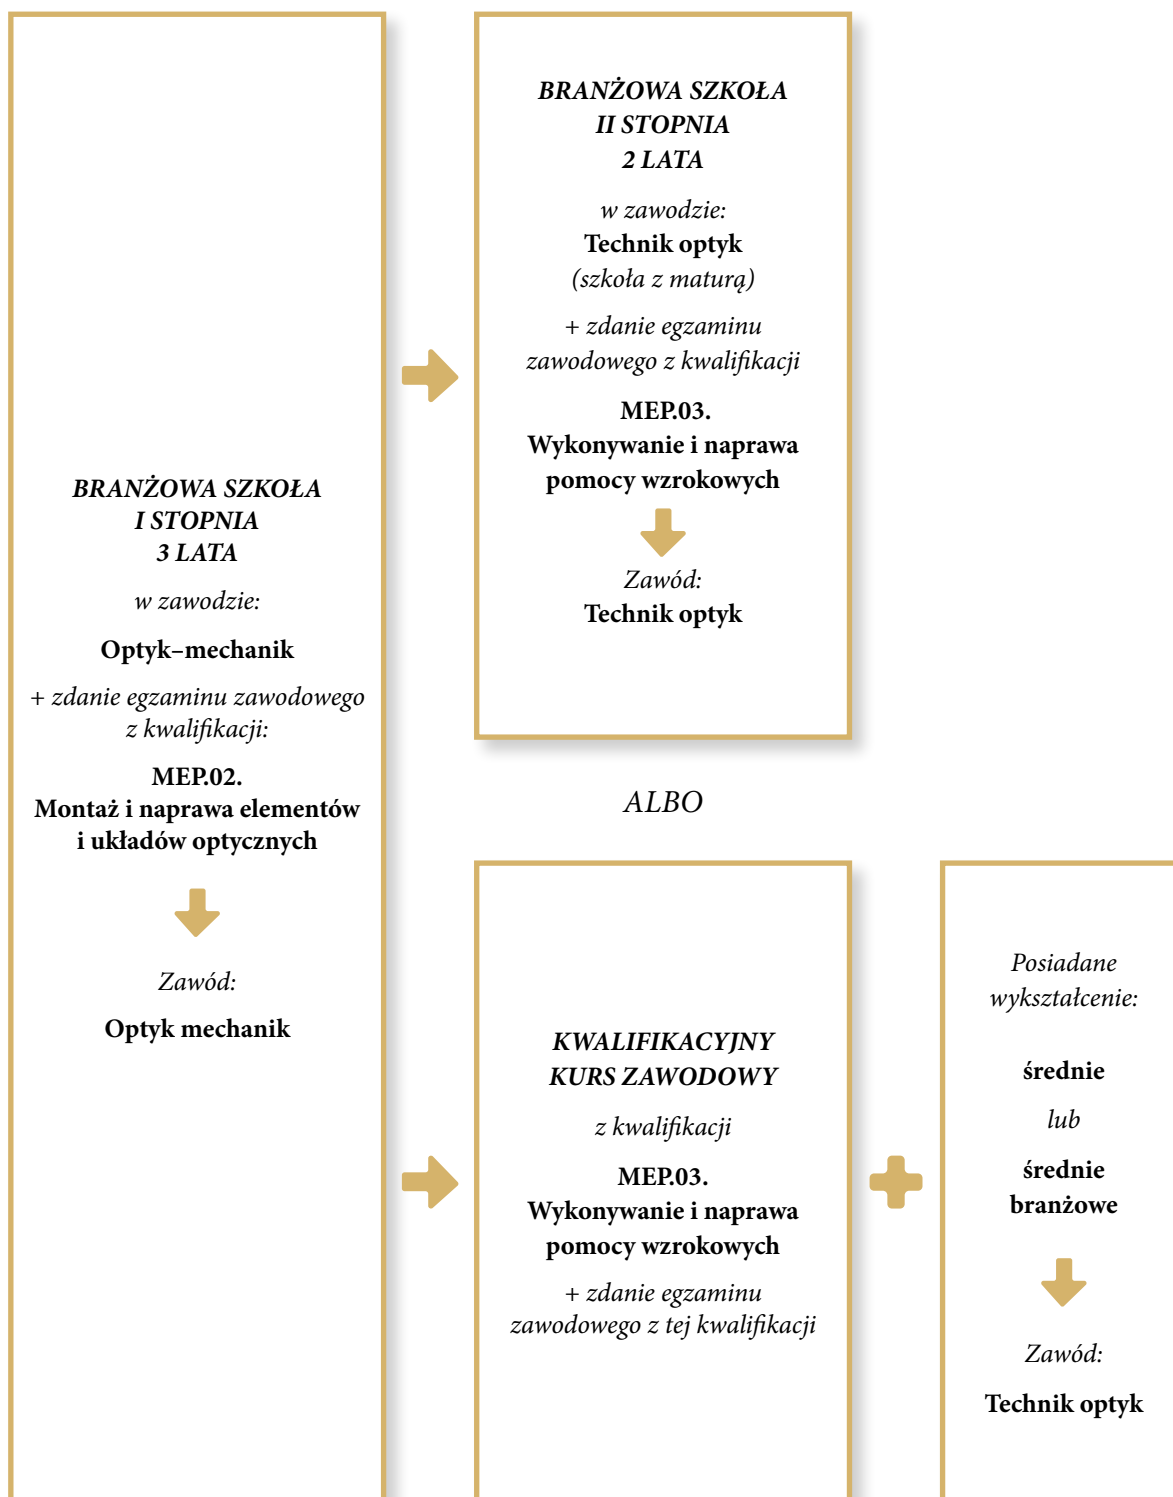 BRANŻOWA SZKOŁA
I STOPNIA
3 LATA
w zawodzie:
Optyk–mechanik
+ zdanie egzaminu zawodowego
z kwalifikacji:
MEP.02.
Montaż i naprawa elementów
i układów optycznych
Zawód:
Optyk mechanik
BRANŻOWA SZKOŁA
II STOPNIA
2 LATA
w zawodzie:
Technik optyk
(szkoła z maturą)
+ zdanie egzaminu
zawodowego z kwalifikacji
MEP.03.
Wykonywanie i naprawa
pomocy wzrokowych
Zawód:
Technik optyk
ALBO
KWALIFIKACYJNY
KURS ZAWODOWY
z kwalifikacji
MEP.03.
Wykonywanie i naprawa
pomocy wzrokowych
+ zdanie egzaminu
zawodowego z tej kwalifikacji
Posiadane
wykształcenie:
średnie
lub
średnie
branżowe
Zawód:
Technik optyk